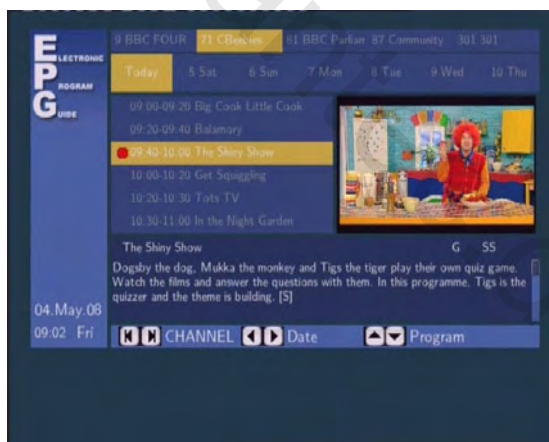 ELECTRONIC
PROGRAM
GUIDE
9 BBC FOUR 71 CBeebies 81 BBC Parlian 87 Community 301 301
Today 5 Sat 6 Sun 7 Mon 8 Tue 9 Wed 10 Thu
09:00-09:20 Big Cook Little Cook
09:20-09:40 Balamory
09:40-10:00 The Shiny Show
10:00-10:20 Get Squiggling
10:20-10:30 Tots TV
10:30-11:00 In the Night Garden
The Shiny Show G SS
Dogsby the dog, Mukka the monkey and Tigs the tiger play their own quiz game.
Watch the films and answer the questions with them. In this programme. Tigs is the
quizzer and the theme is building. [S]
04.May.08
09:02 Fri
CHANNEL Date Program